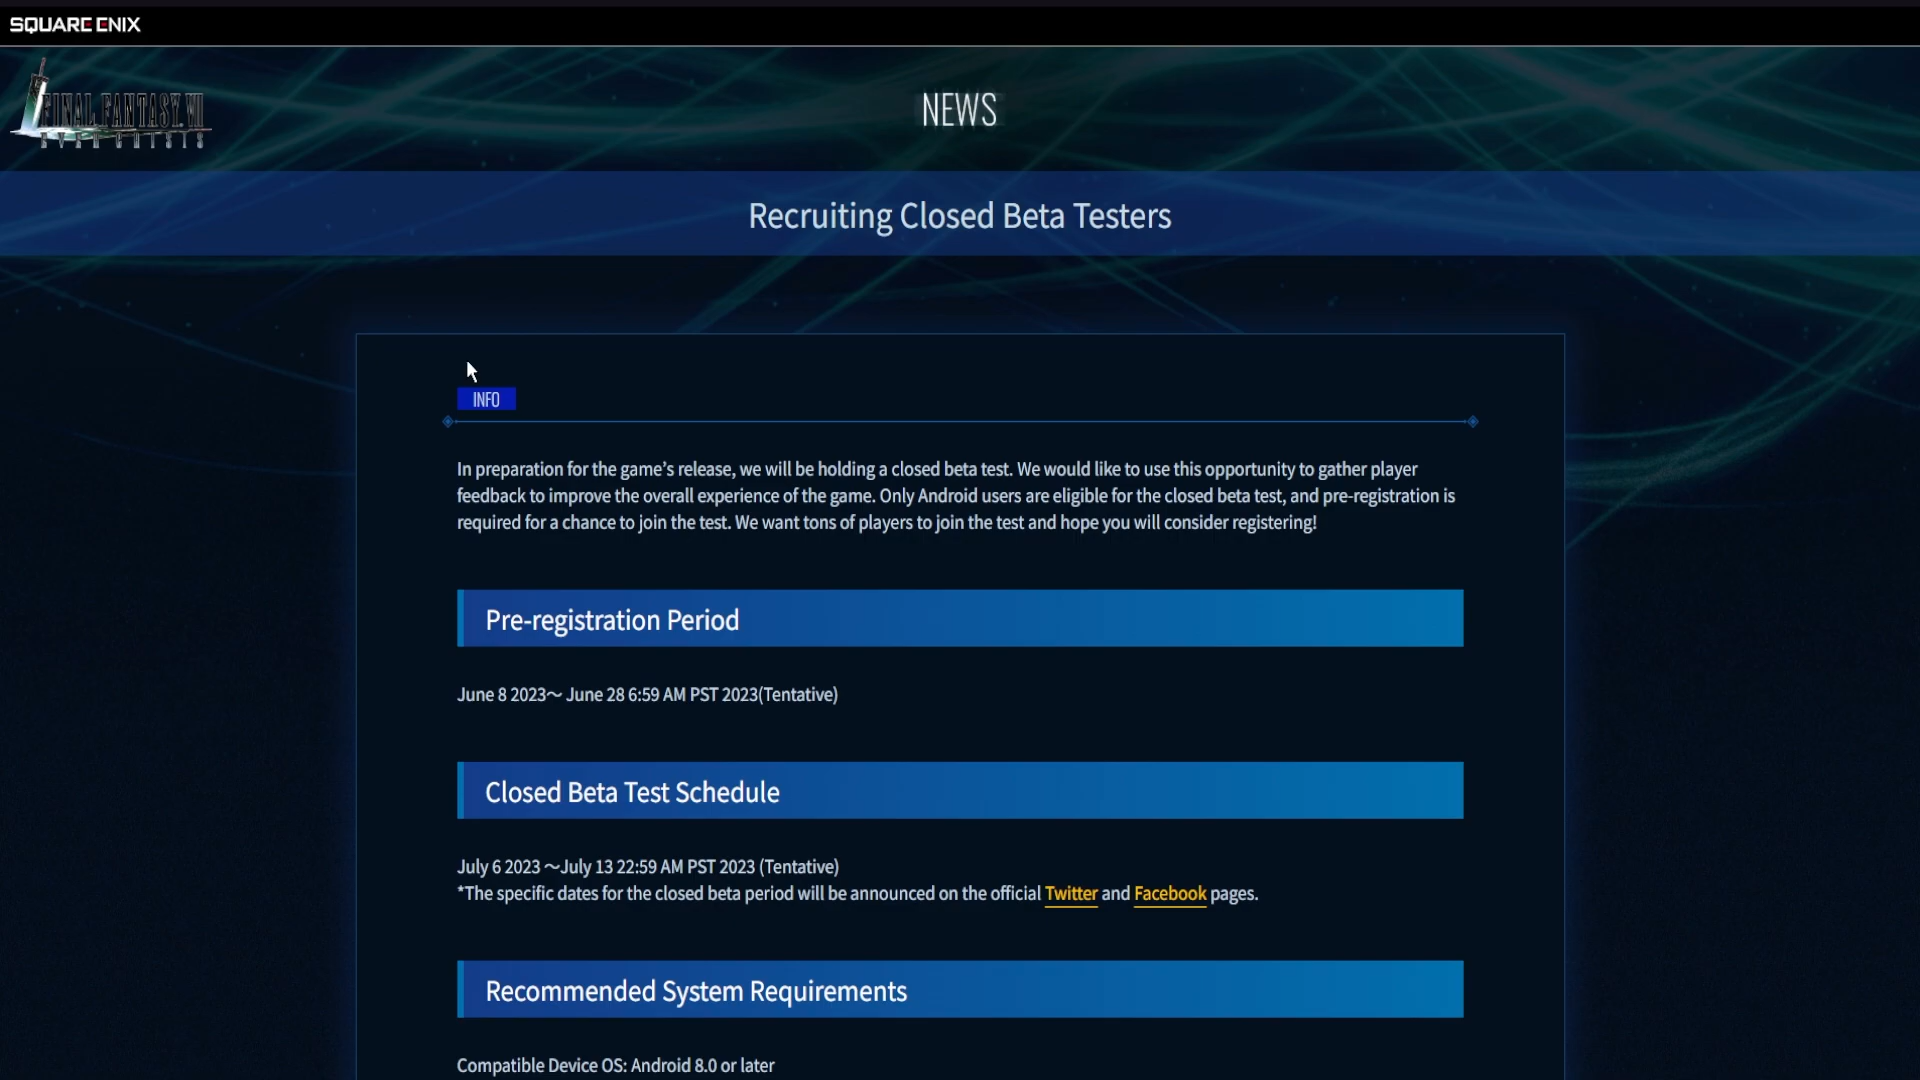 SQUARE ENIX
FINAL FANTASY VII
EVER CRISIS
NEWS
Recruiting Closed Beta Testers
INFO
In preparation for the game’s release, we will be holding a closed beta test. We would like to use this opportunity to gather player
feedback to improve the overall experience of the game. Only Android users are eligible for the closed beta test, and pre-registration is
required for a chance to join the test. We want tons of players to join the test and hope you will consider registering!
Pre-registration Period
June 8 2023〜 June 28 6:59 AM PST 2023(Tentative)
Closed Beta Test Schedule
July 6 2023 〜July 13 22:59 AM PST 2023 (Tentative)
*The specific dates for the closed beta period will be announced on the official Twitter and Facebook pages.
Recommended System Requirements
Compatible Device OS: Android 8.0 or later